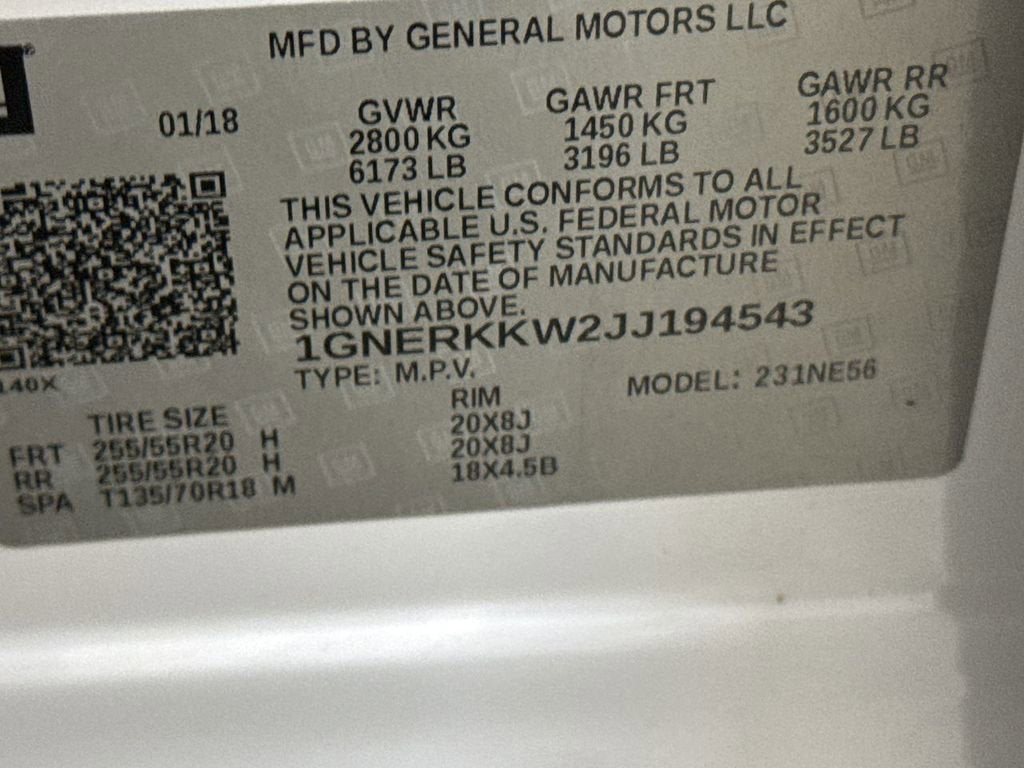 MFD BY GENERAL MOTORS LLC
01/18 GVWR GAWR FRT GAWR RR
2800 KG 1450 KG 1600 KG
6173 LB 3196 LB 3527 LB
THIS VEHICLE CONFORMS TO ALL
APPLICABLE U.S. FEDERAL MOTOR
VEHICLE SAFETY STANDARDS IN EFFECT
ON THE DATE OF MANUFACTURE
SHOWN ABOVE.
1GNERKKW2JJ194543
140X TYPE: M.P.V. MODEL: 231NE56
TIRE SIZE RIM
FRT 255/55R20 H 20X8J
RR 255/55R20 H 20X8J
SPA T135/70R18 M 18X4.5B